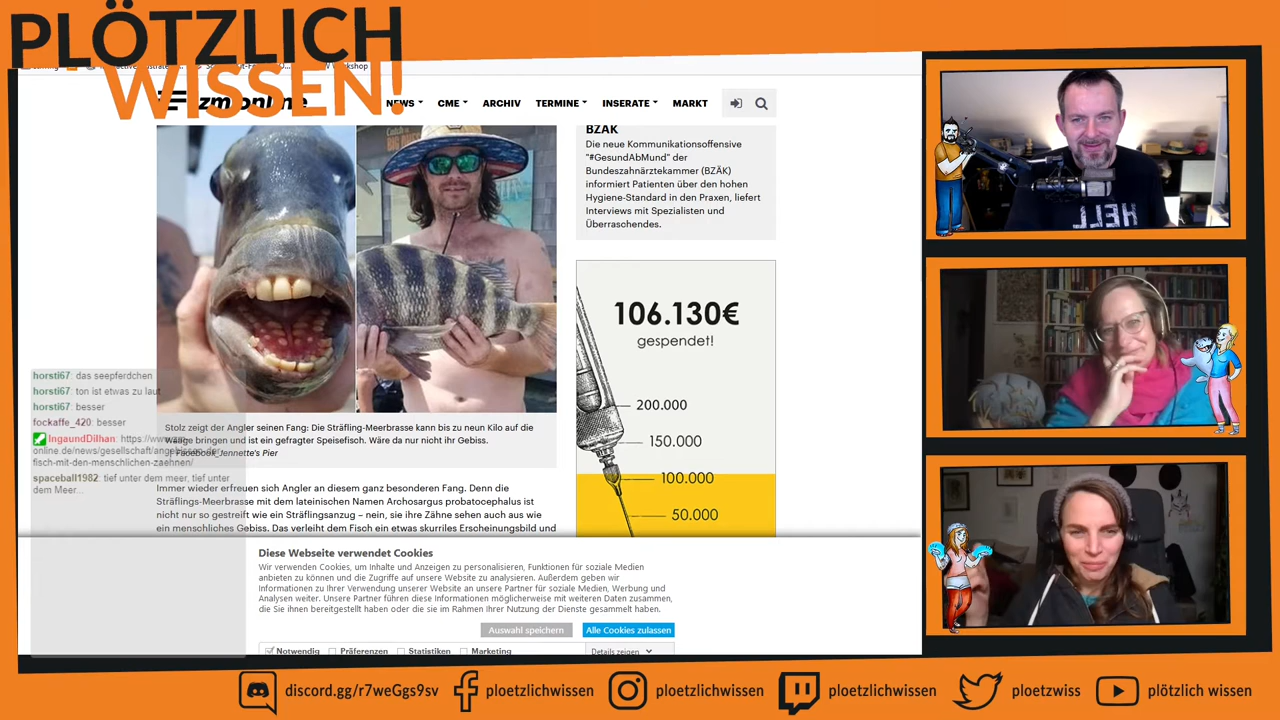 PLÖTZLICH
WISSEN!
zm online
NEWS
CME
ARCHIV
TERMINE
INSERATE
MARKT
BZÄK
Die neue Kommunikationsoffensive
"#GesundAbMund" der
Bundeszahnärztekammer (BZÄK)
informiert Patienten über den hohen
Hygiene-Standard in den Praxen, liefert
Interviews mit Spezialisten und
Überraschendes.
106.130€
gespendet!
200.000
150.000
100.000
50.000
Stolz zeigt der Angler seinen Fang: Die Sträfling-Meerbrasse kann bis zu neun Kilo auf die
Waage bringen und ist ein gefragter Speisefisch. Wäre da nur nicht ihr Gebiss.
Facebook_Jennette's Pier
Immer wieder erfreuen sich Angler an diesem ganz besonderen Fang. Denn die
Sträflings-Meerbrasse mit dem lateinischen Namen Archosargus probatocephalus ist
nicht nur so gestreift wie ein Sträflingsanzug – nein, sie ihre Zähne sehen auch aus wie
ein menschliches Gebiss. Das verleiht dem Fisch ein etwas skurriles Erscheinungsbild und
horsti67: das seepferdchen
horsti67: ton ist etwas zu laut
horsti67: besser
fockaffe_420: besser
IngaundDilhan: https://www.zm-
online.de/news/gesellschaft/angebissen-der-
fisch-mit-den-menschlichen-zaehnen/
spaceball1982: tief unter dem meer, tief unter
dem Meer...
Diese Webseite verwendet Cookies
Wir verwenden Cookies, um Inhalte und Anzeigen zu personalisieren, Funktionen für soziale Medien
anbieten zu können und die Zugriffe auf unsere Website zu analysieren. Außerdem geben wir
Informationen zu Ihrer Verwendung unserer Website an unsere Partner für soziale Medien, Werbung und
Analysen weiter. Unsere Partner führen diese Informationen möglicherweise mit weiteren Daten zusammen,
die Sie ihnen bereitgestellt haben oder die sie im Rahmen Ihrer Nutzung der Dienste gesammelt haben.
Auswahl speichern
Alle Cookies zulassen
Notwendig
Präferenzen
Statistiken
Marketing
Details zeigen
HELL
discord.gg/r7weGgs9sv
ploetzlichwissen
ploetzlichwissen
ploetzlichwissen
ploetzwiss
plötzlich wissen